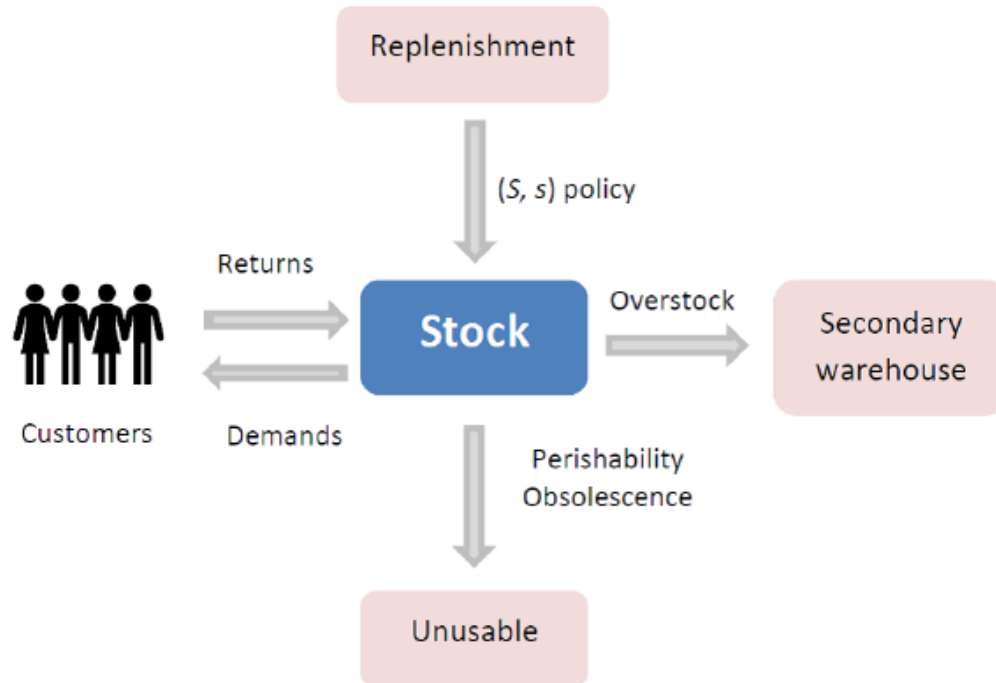 Replenishment
(S, s) policy
Returns
Stock
Overstock
Secondary
warehouse
Customers
Demands
Perishability
Obsolescence
Unusable